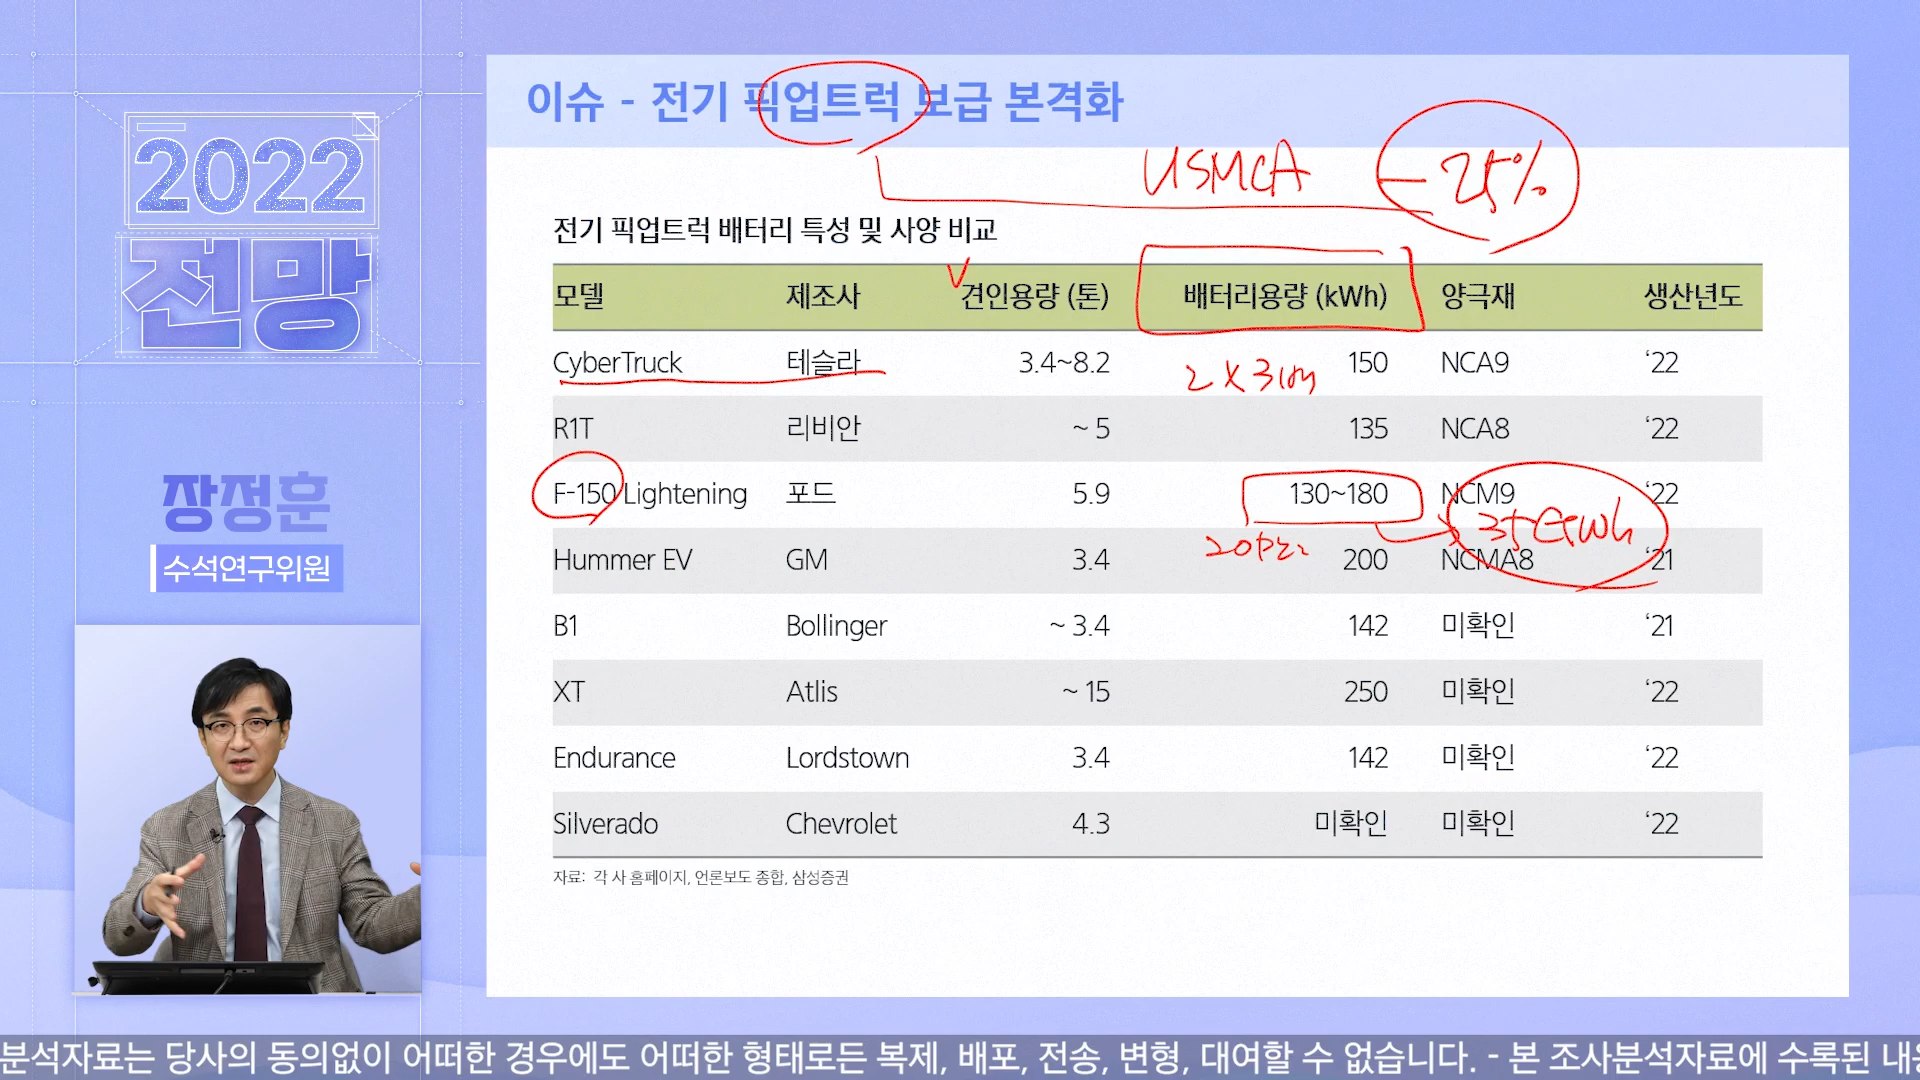 2022
전망
장정훈
수석연구위원
이슈 - 전기 픽업트럭 보급 본격화
USMCA
25%
전기 픽업트럭 배터리 특성 및 사양 비교
모델 제조사 견인용량 (톤) 배터리용량 (kWh) 양극재 생산년도
CyberTruck 테슬라 3.4~8.2 150 NCA9 ‘22
2 x 3
R1T 리비안 ~ 5 135 NCA8 ‘22
F-150 Lightening 포드 5.9 130~180 NCM9 ‘22
35GWh
Hummer EV GM 3.4 200 NCMA8 ‘21
B1 Bollinger ~ 3.4 142 미확인 ‘21
XT Atlis ~ 15 250 미확인 ‘22
Endurance Lordstown 3.4 142 미확인 ‘22
Silverado Chevrolet 4.3 미확인 미확인 ‘22
자료: 각 사 홈페이지, 언론보도 종합, 삼성증권
분석자료는 당사의 동의없이 어떠한 경우에도 어떠한 형태로든 복제, 배포, 전송, 변형, 대여할 수 없습니다. - 본 조사분석자료에 수록된